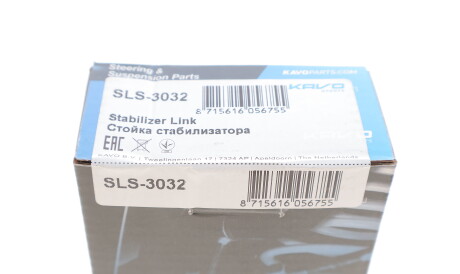 Steering &
Suspension Parts
KAVOPARTS.COM
SLS-3032
KAVO
8 715616 056755
Stabilizer Link
Стойка стабилизатора
EAC
SLS-3032
8 715616 056755